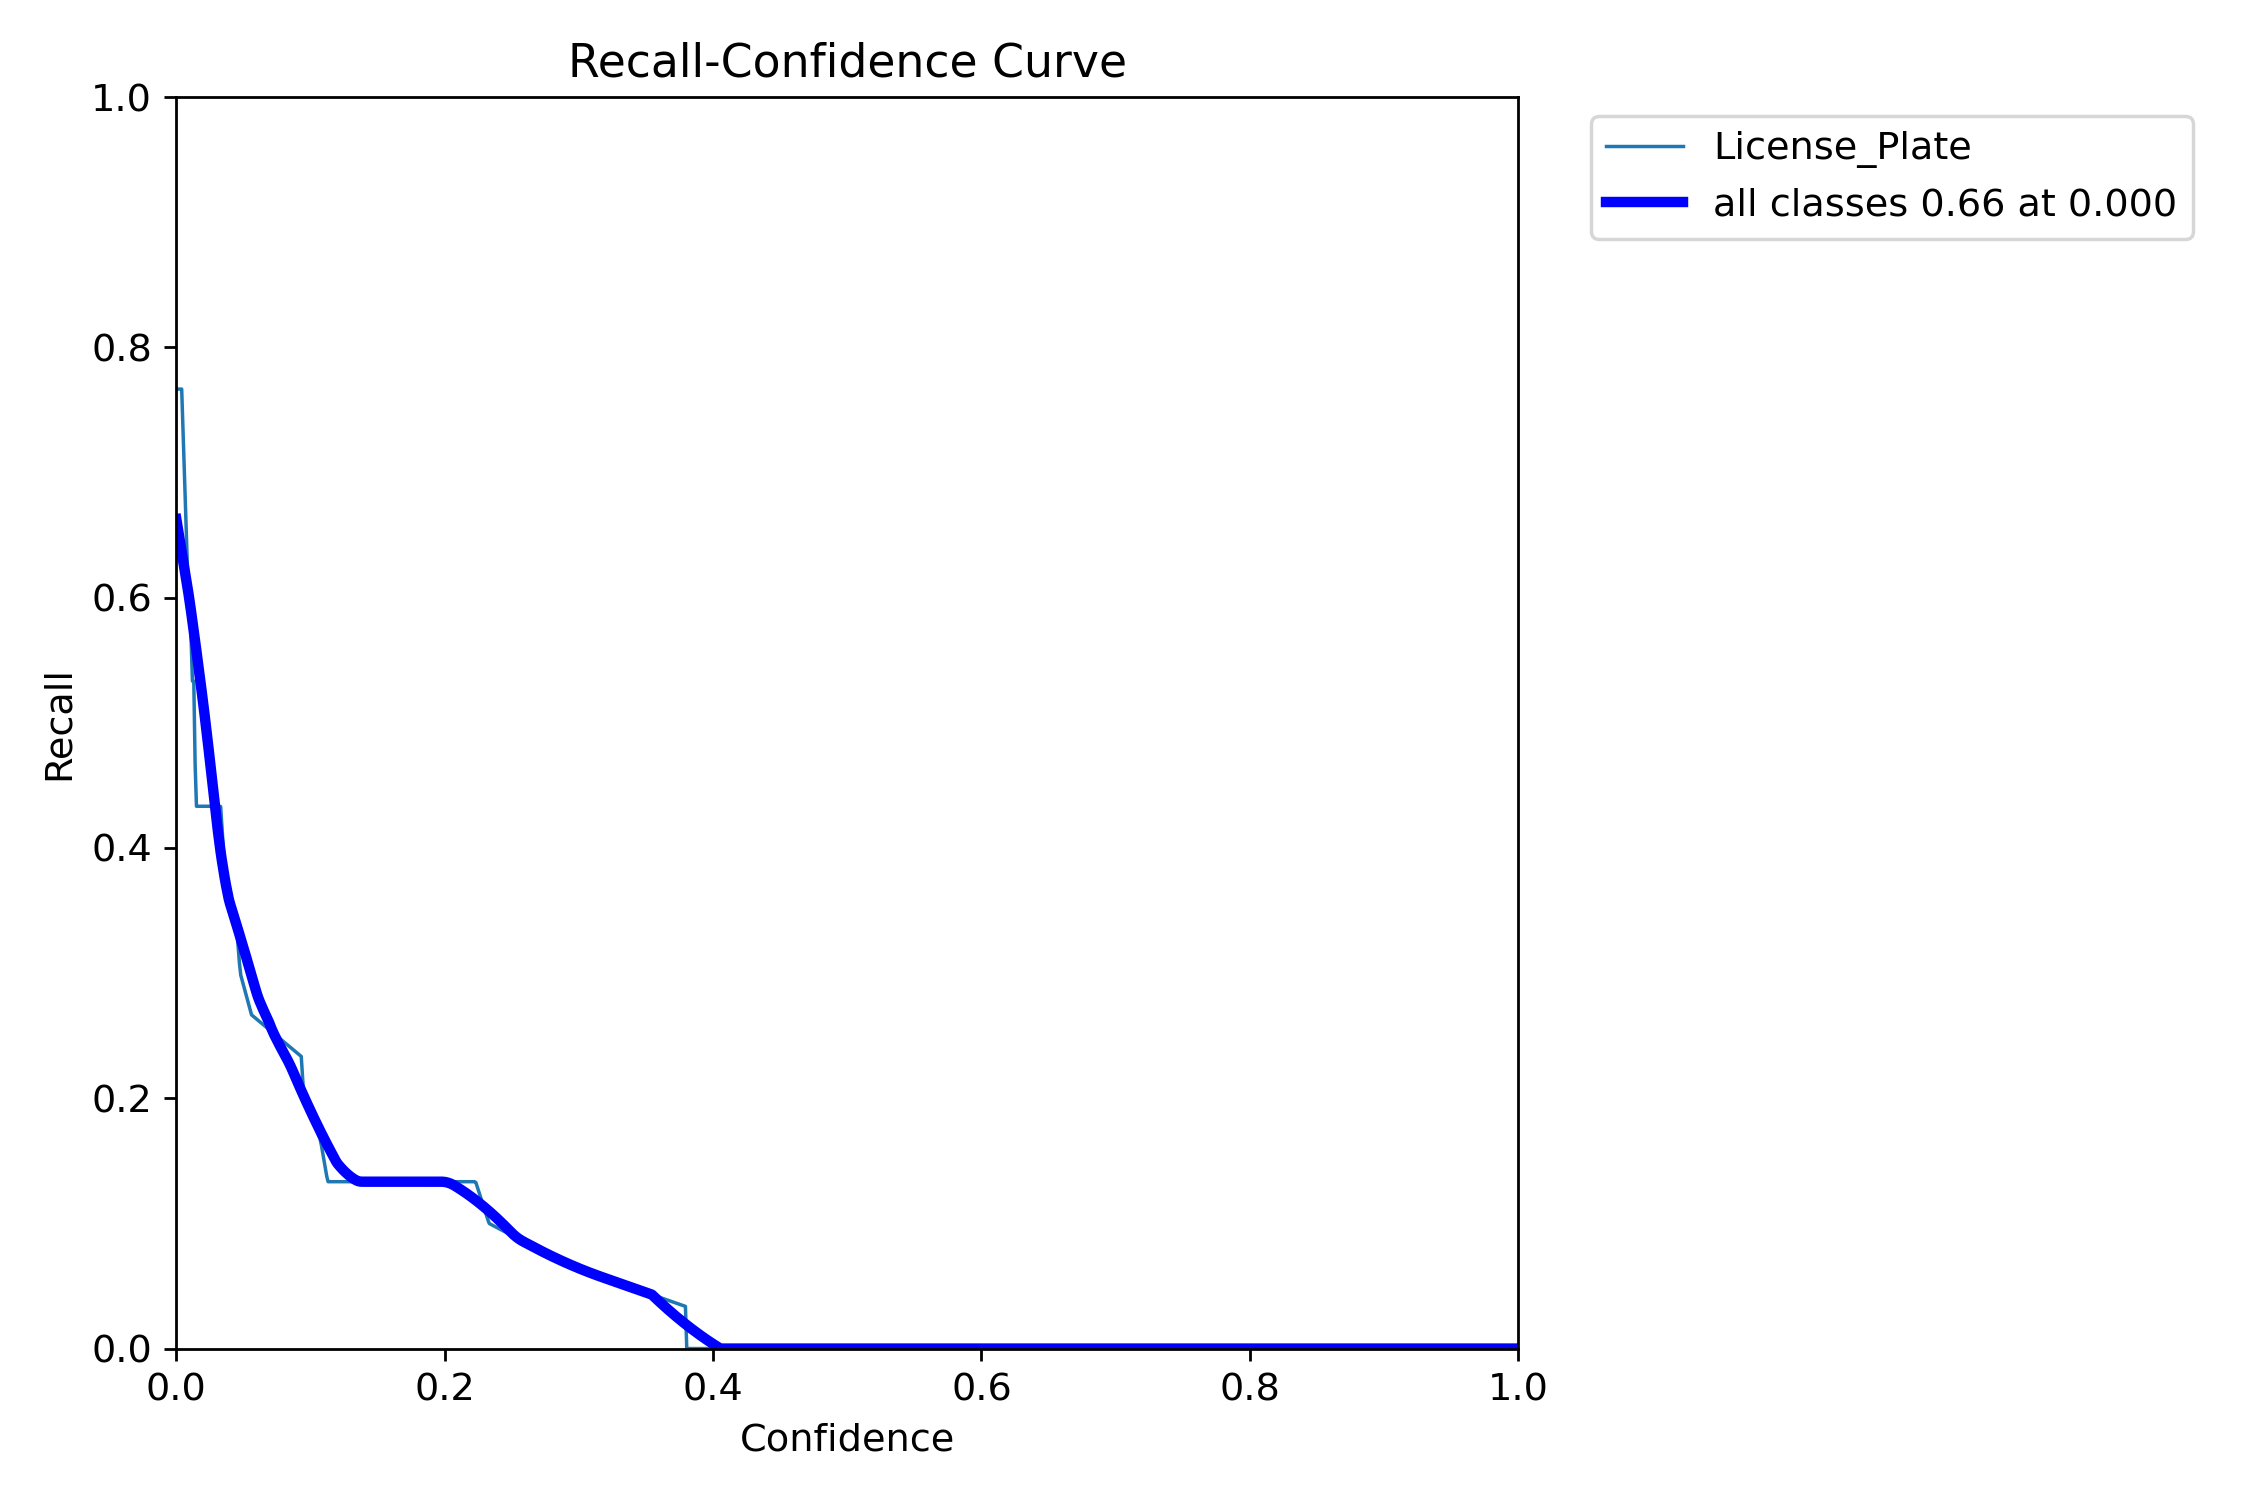 Recall-Confidence Curve
1.0
0.8
0.6
0.4
0.2
0.0
Recall
0.0 0.2 0.4 0.6 0.8 1.0
Confidence
License_Plate
all classes 0.66 at 0.000